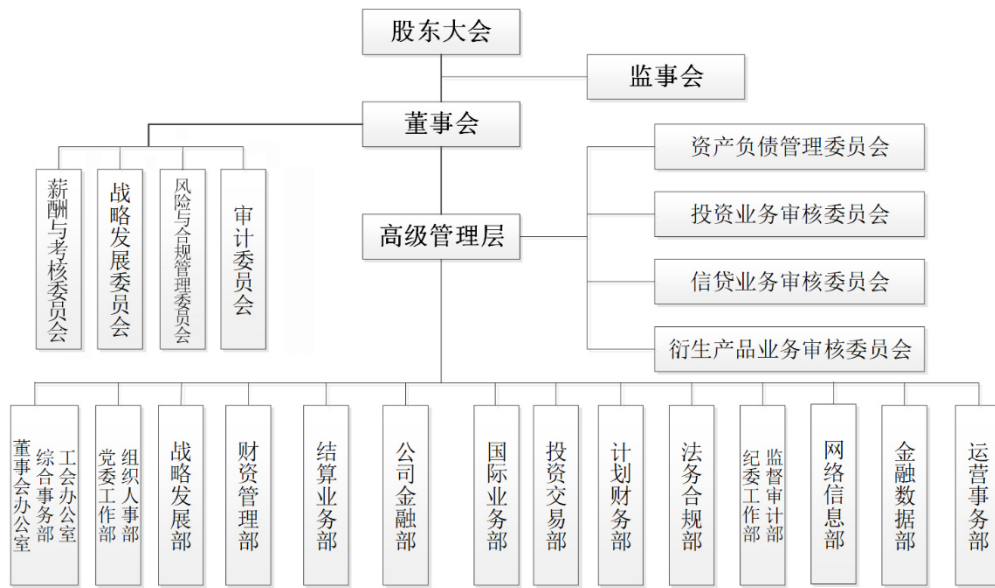 股东大会
监事会
董事会
资产负债管理委员会
投资业务审核委员会
高级管理层
信贷业务审核委员会
衍生产品业务审核委员会
薪酬与考核委员会
战略发展委员会
风险与合规管理委员会
审计委员会
董事会办公室
综合事务部
工会办公室
党委工作部
组织人事部
战略发展部
财资管理部
结算业务部
公司金融部
国际业务部
投资交易部
计划财务部
法务合规部
纪委工作部
监督审计部
网络信息部
金融数据部
运营事务部